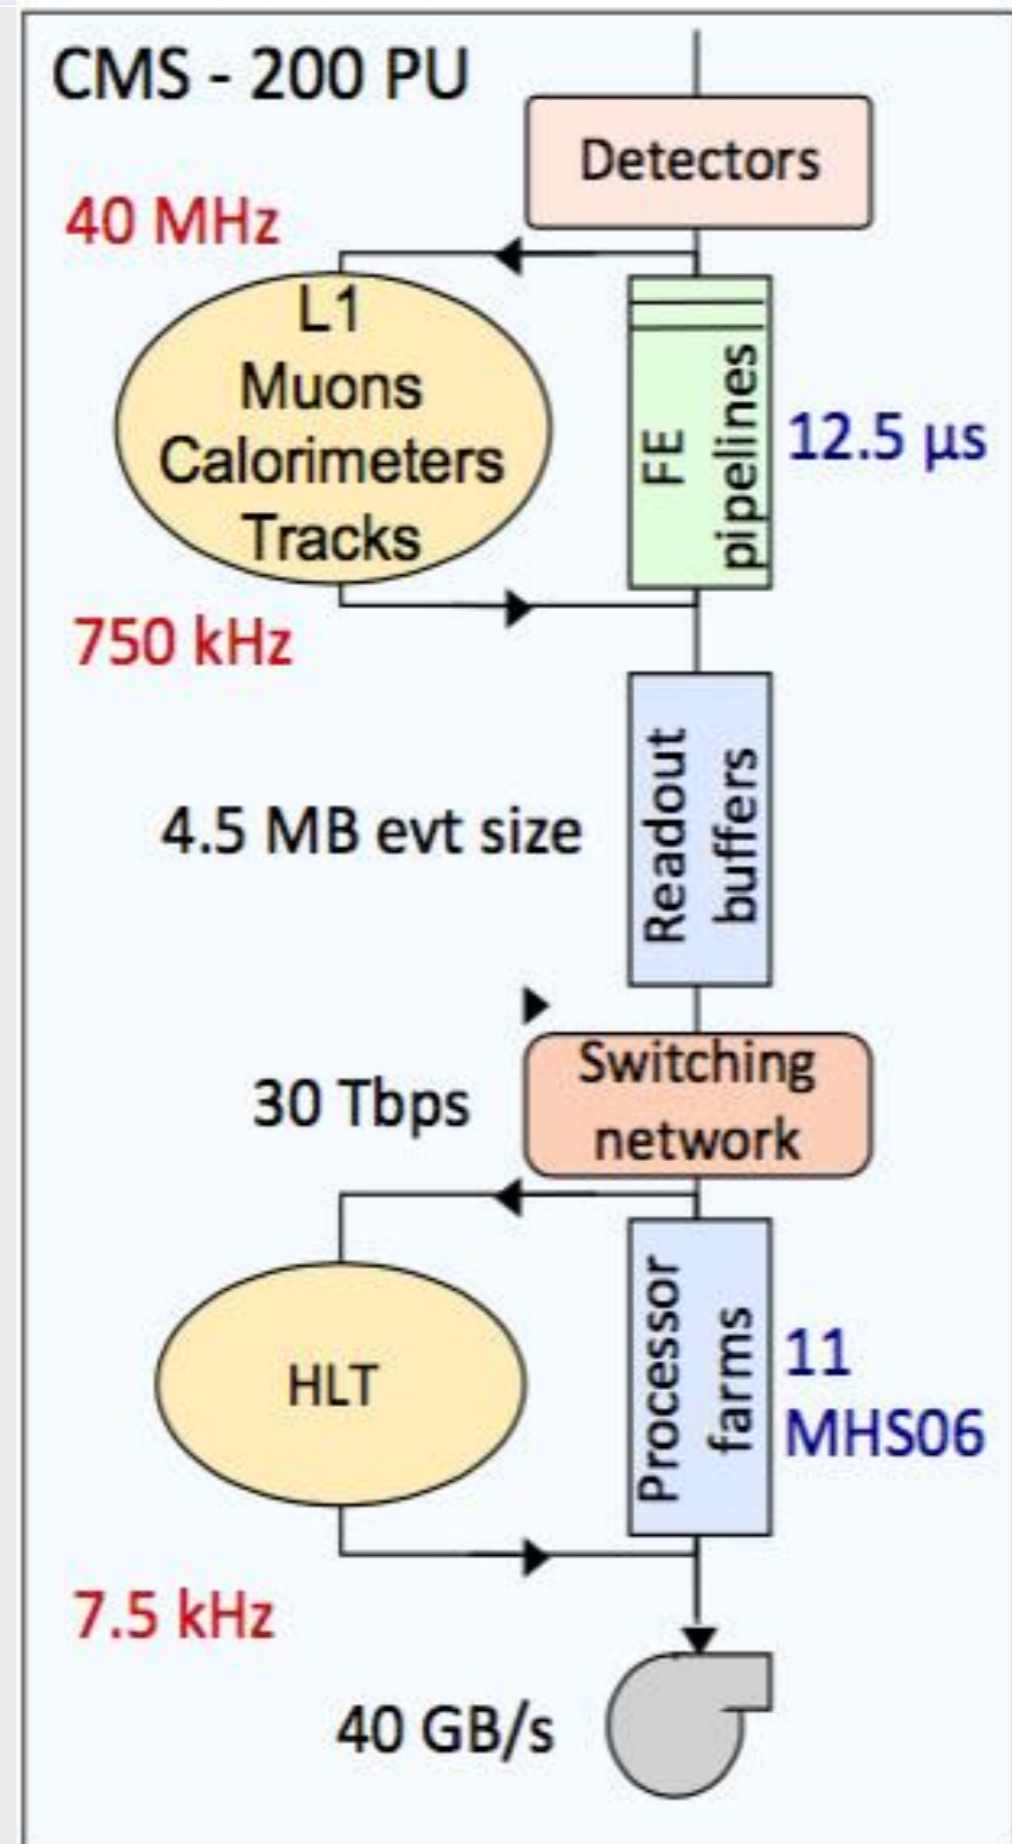 CMS - 200 PU
Detectors
40 MHz
L1
Muons
Calorimeters
Tracks
FE
pipelines
12.5 µs
750 kHz
Readout
buffers
4.5 MB evt size
Switching
network
30 Tbps
HLT
Processor
farms
11
MHS06
7.5 kHz
40 GB/s